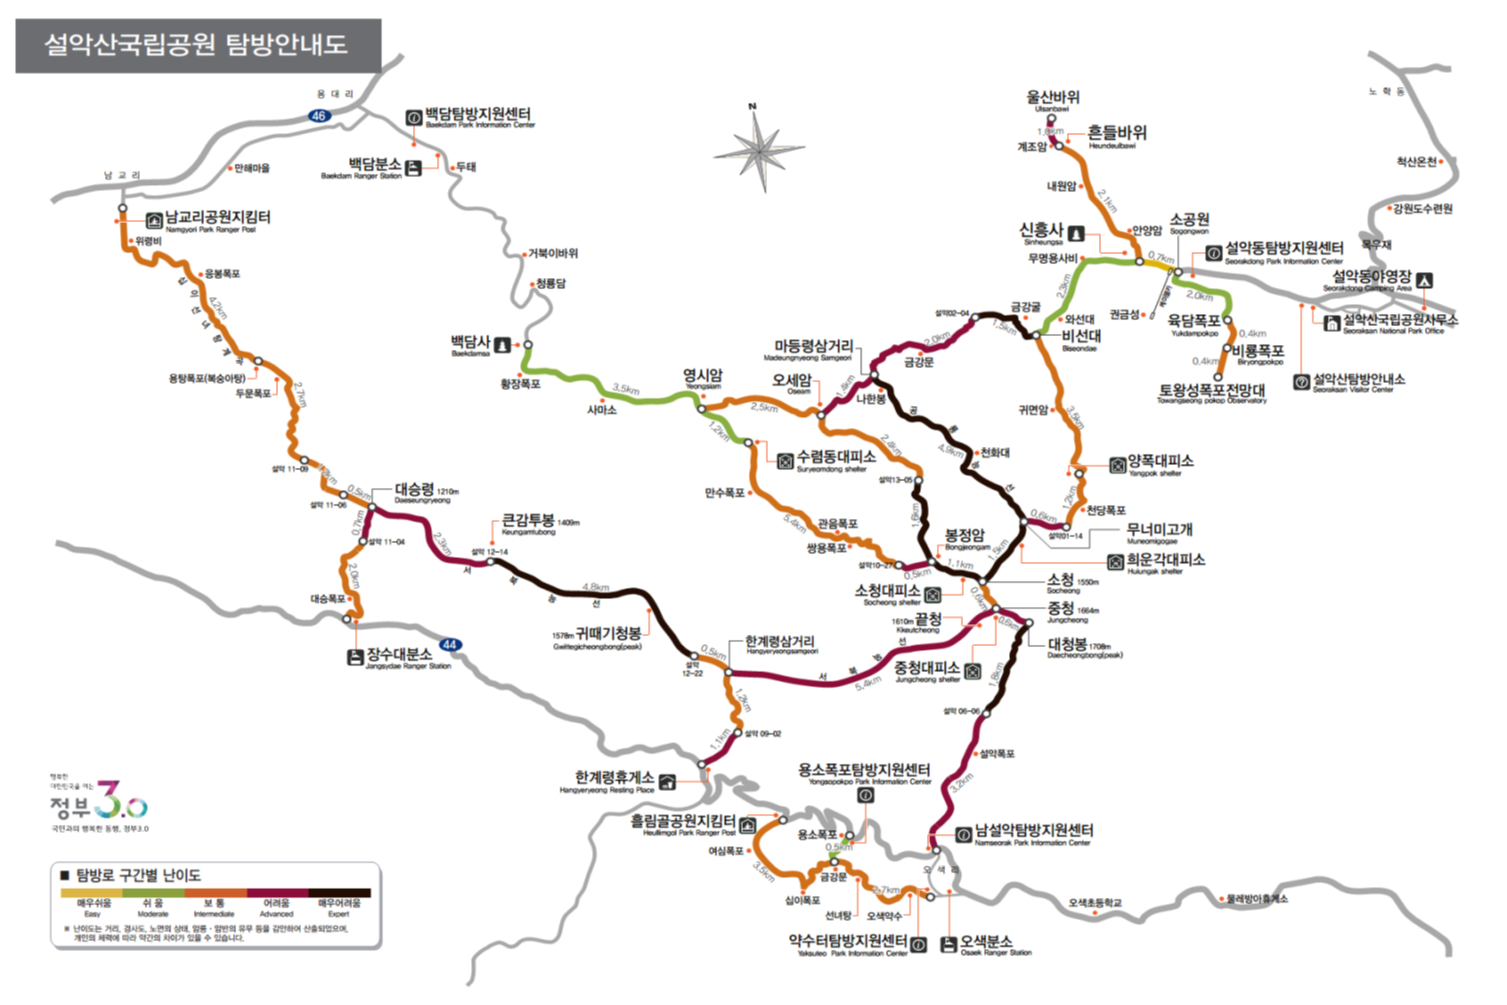 설악산국립공원 탐방안내도
용 대 리
46
백담탐방지원센터
Baekdam Park Information Center
만해마을
백담분소
Baekdam Ranger Station
두태
남 교 리
남교리공원지킴터
Namgyori Park Ranger Post
위령비
응봉폭포
십 이 선 녀 탕 계 곡
4.2km
용탕폭포(복숭아탕)
두문폭포
2.7km
설악 11-09
설악 11-06
0.5km
대승령 1210m
Daeseungryeong
0.7km
설악 11-04
2.0km
대승폭포
장수대분소
Jangsydae Ranger Station
44
거북이바위
청룡담
백담사
Baekdamsa
황장폭포
3.5km
사마소
영시암
Yeongsiam
2.5km
1.2km
수렴동대피소
Suryeomdong shelter
만수폭포
5.4km
관음폭포
쌍용폭포
설악10-27
0.5km
오세암
Oseam
1.4km
2.4km
설악13-05
1.6km
봉정암
Bongjeongam
1.1km
소청대피소
Socheong shelter
마등령삼거리
Madeungnyeong Samgeori
나한봉
금강문
2.0km
설악02-04
1.5km
금강굴
공 룡 능 선
4.9km
천화대
울산바위
Ulsanbawi
1.0km
흔들바위
Heundeulbawi
계조암
내원암
2.1km
안양암
신흥사
Sinheungsa
무명용사비
2.3km
와선대
비선대
Biseondae
0.7km
소공원
Sogongwon
설악동탐방지원센터
Seorakdong Park Information Center
케이블카
권금성
2.0km
육담폭포
Yukdampokpo
0.4km
비룡폭포
Biryongpokpo
0.4km
토왕성폭포전망대
Towangseong pokpo Observatory
노 학 동
척산온천
강원도수련원
목우재
설악동야영장
Seorakdong Camping Area
설악산국립공원사무소
Seoraksan National Park Office
설악산탐방안내소
Seoraksan Visitor Center
귀면암
3.5km
양폭대피소
Yangpok shelter
1.2km
천당폭포
0.6km
설악01-14
무너미고개
Muneomigogae
희운각대피소
Huiungak shelter
1.5km
소청 1550m
Socheong
0.6km
중청 1664m
Jungcheong
0.6km
대청봉 1708m
Daecheongbong(peak)
1610m 끝청
Kkeutcheong
중청대피소
Jungcheong shelter
2.3km
큰감투봉 1409m
Keungamtubong
설악 12-14
서 북 능 선
4.8km
1578m 귀때기청봉
Gwittegicheongbong(peak)
설악
12-22
0.5km
한계령삼거리
Hangyeryeongsamgeori
서 북 능 선
5.4km
1.2km
설악 09-02
1.1km
한계령휴게소
Hangyeryeong Resting Place
1.8km
설악 06-06
설악폭포
3.2km
남설악탐방지원센터
Namseorak Park Information Center
용소폭포탐방지원센터
Yongsopokpo Park Information Center
흘림골공원지킴터
Heullimgol Park Ranger Post
여심폭포
3.5km
십이폭포
용소폭포
0.5km
금강문
2.7km
선녀탕
오색약수
오 색 리
약수터탐방지원센터
Yaksuteo Park Information Center
오색분소
Osaek Ranger Station
오색초등학교
물레방아휴게소
N
행복한
대한민국을 여는
정부3.0
국민과의 행복한 동행, 정부3.0
■ 탐방로 구간별 난이도
매우쉬움 쉬 움 보 통 어려움 매우어려움
Easy Moderate Intermediate Advanced Expert
※ 난이도는 거리, 경사도, 노면의 상태, 암릉·암반의 유무 등을 감안하여 산출되었으며,
개인의 체력에 따라 약간의 차이가 있을 수 있습니다.